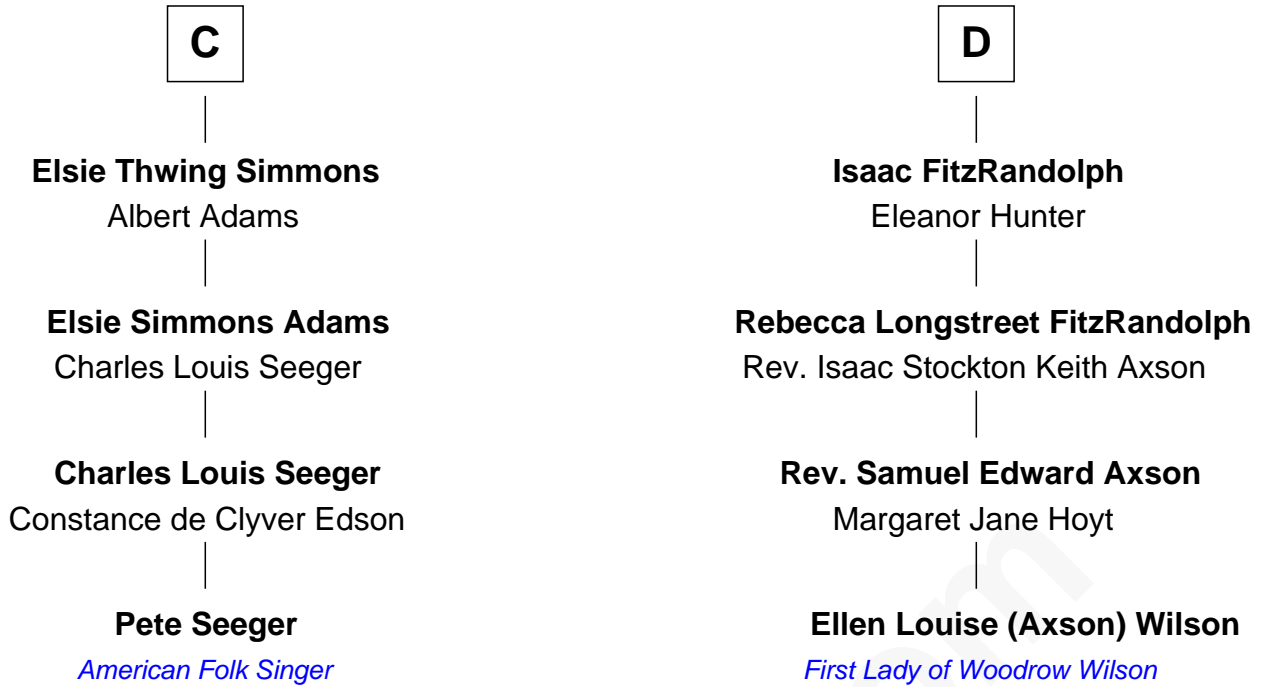 C
Elsie Thwing Simmons
Albert Adams
Elsie Simmons Adams
Charles Louis Seeger
Charles Louis Seeger
Constance de Clyver Edson
Pete Seeger
American Folk Singer
D
Isaac FitzRandolph
Eleanor Hunter
Rebecca Longstreet FitzRandolph
Rev. Isaac Stockton Keith Axson
Rev. Samuel Edward Axson
Margaret Jane Hoyt
Ellen Louise (Axson) Wilson
First Lady of Woodrow Wilson